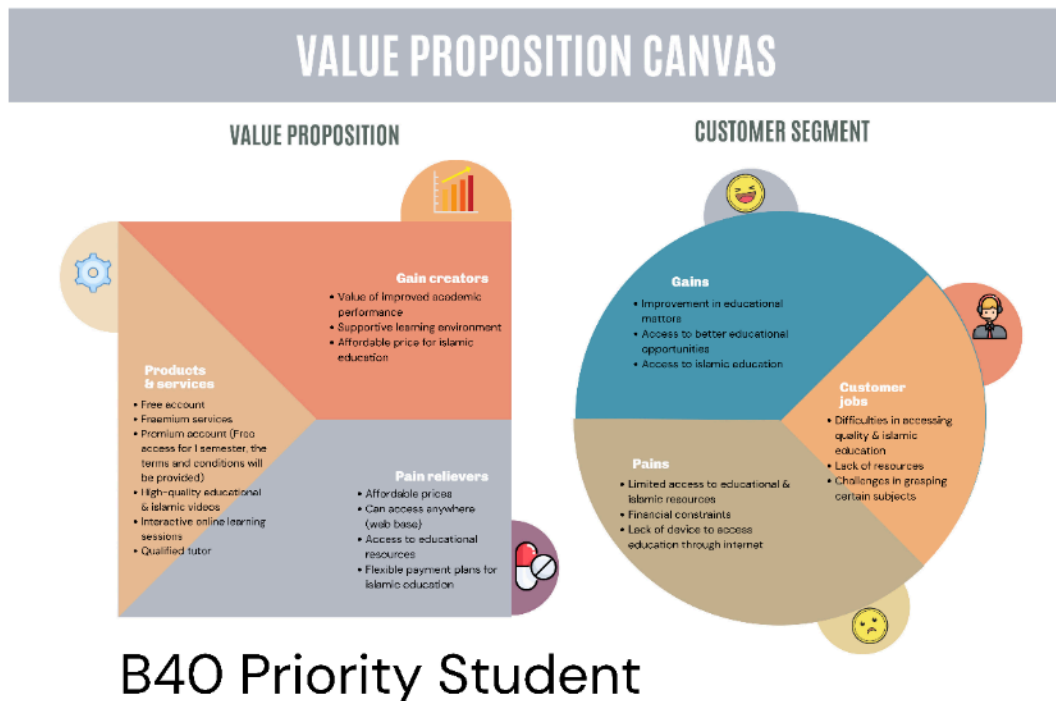 VALUE PROPOSITION CANVAS
VALUE PROPOSITION
CUSTOMER SEGMENT
Gain creators
• Value of improved academic
performance
• Supportive learning environment
• Affordable price for islamic
education
Products
& services
• Free account
• Freemium services
• Premium account (Free
access for 1 semester, the
terms and conditions will
be provided)
• High-quality educational
& islamic videos
• Interactive online learning
sessions
• Qualified tutor
Pain relievers
• Affordable prices
• Can access anywhere
(web base)
• Access to educational
resources
• Flexible payment plans for
islamic education
Gains
• Improvement in educational
mattors
• Access to better educational
opportunities
• Access to islamic education
Customer
jobs
• Difficulties in accessing
quality & islamic
education
• Lack of resources
• Challenges in grasping
certain subjects
Pains
• Limited access to educational &
islamic resources
• Financial constraints
• Lack of device to access
education through internet
B40 Priority Student